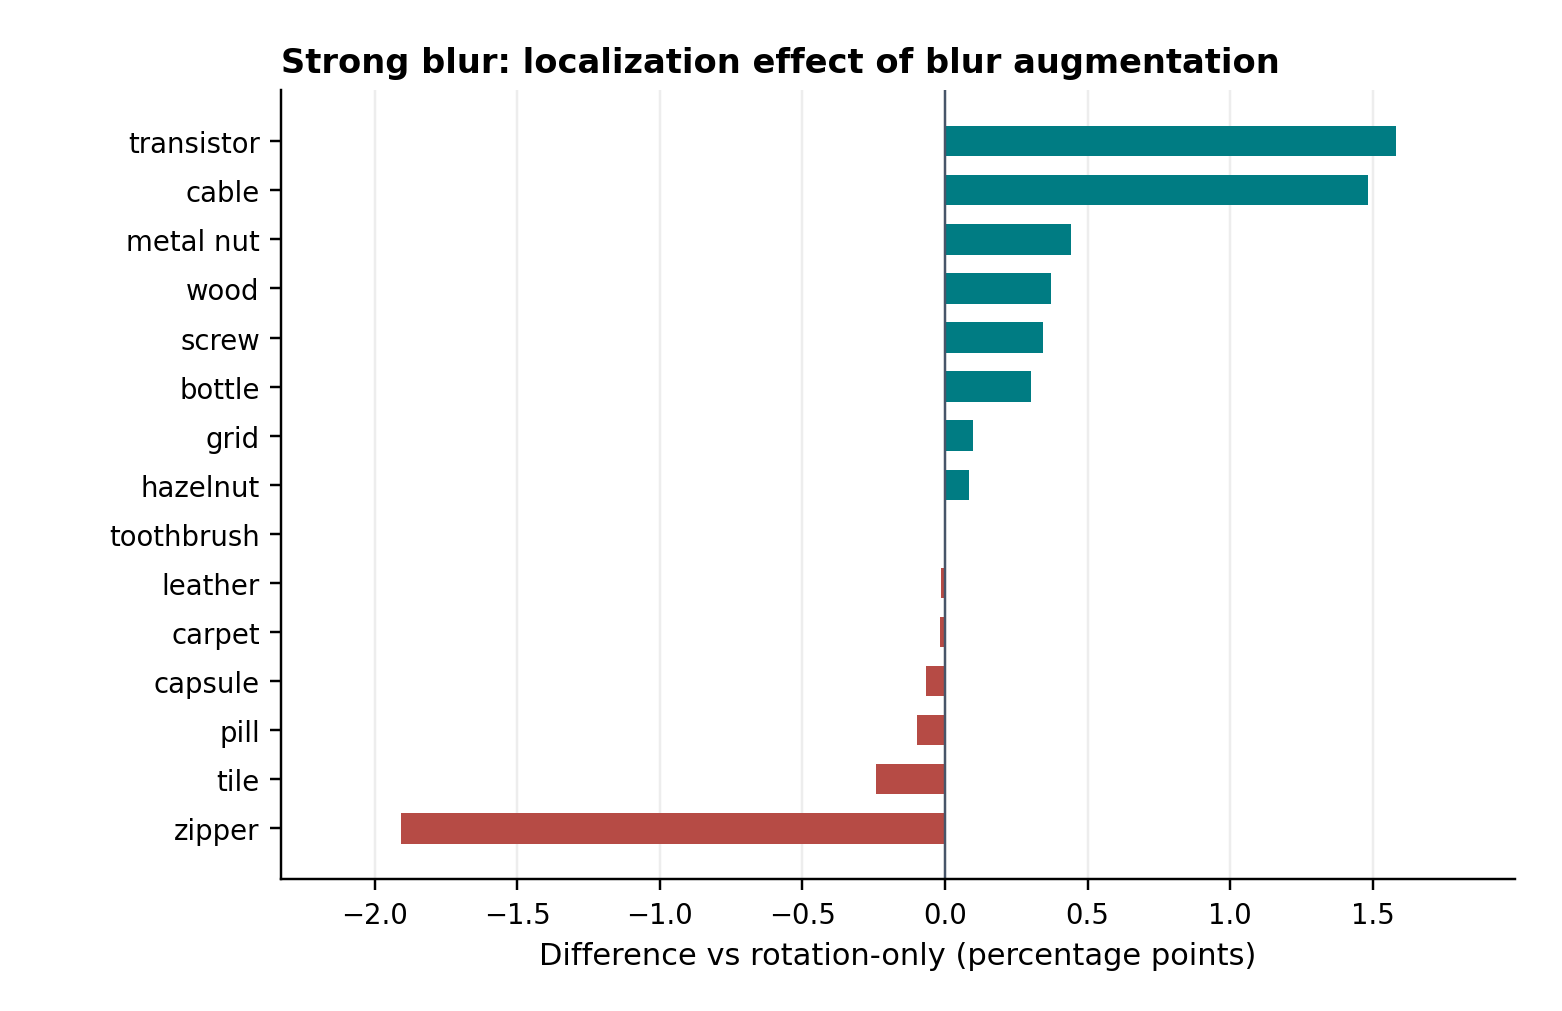 Strong blur: localization effect of blur augmentation
transistor
cable
metal nut
wood
screw
bottle
grid
hazelnut
toothbrush
leather
carpet
capsule
pill
tile
zipper
−2.0 −1.5 −1.0 −0.5 0.0 0.5 1.0 1.5
Difference vs rotation-only (percentage points)